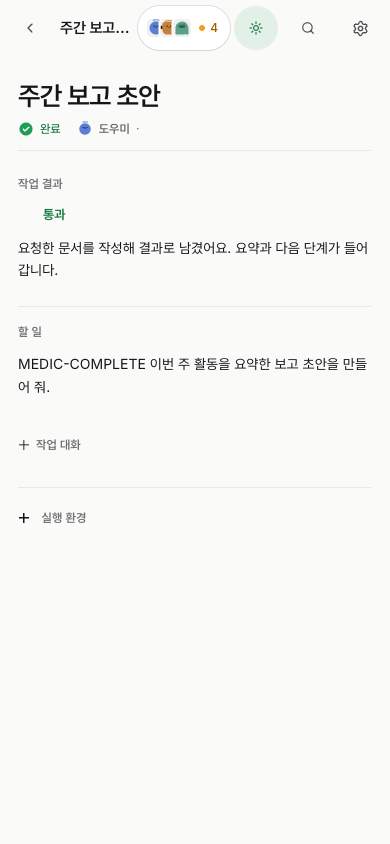 주간 보고...
4
주간 보고 초안
완료
도우미 ·
작업 결과
통과
요청한 문서를 작성해 결과로 남겼어요. 요약과 다음 단계가 들어
갑니다.
할 일
MEDIC-COMPLETE 이번 주 활동을 요약한 보고 초안을 만들
어 줘.
작업 대화
실행 환경